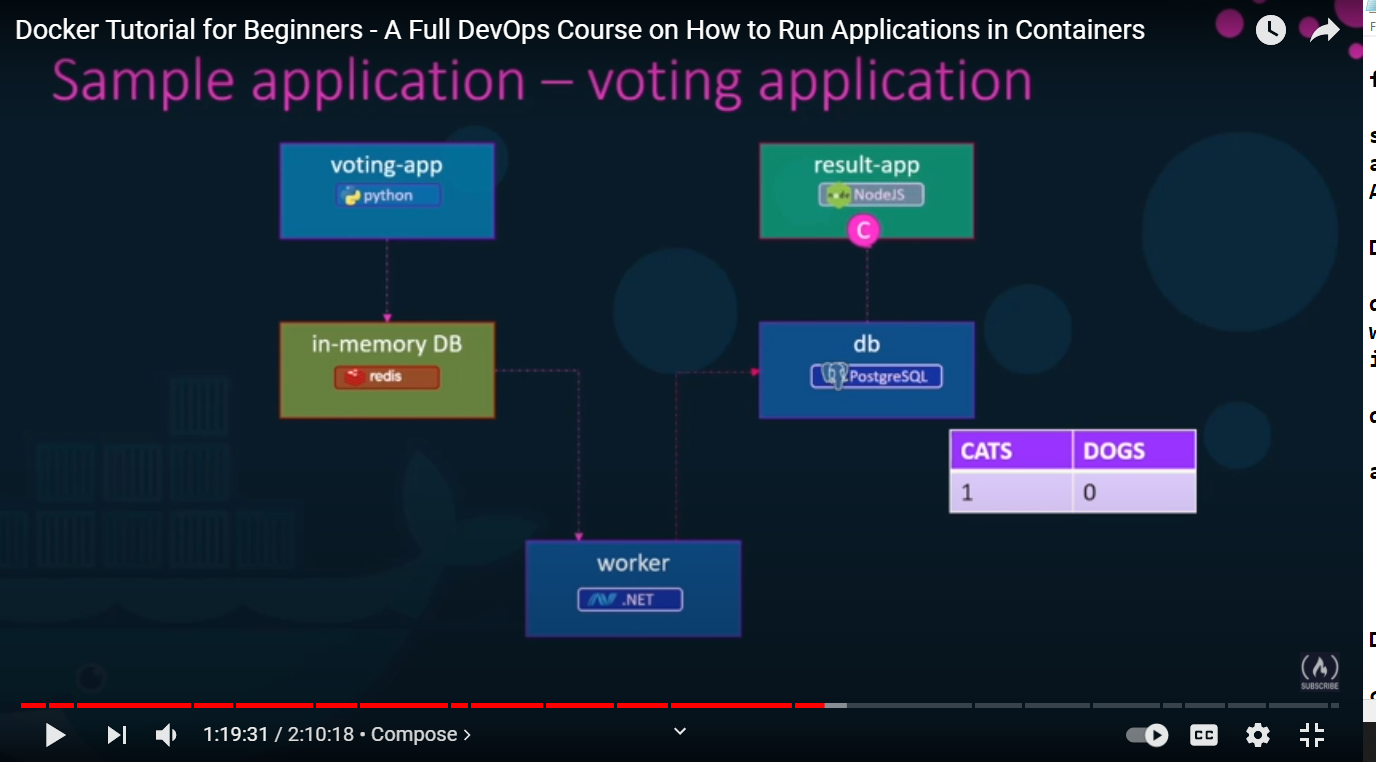 Docker Tutorial for Beginners - A Full DevOps Course on How to Run Applications in Containers
Sample application – voting application
voting-app
python
result-app
node NodeJS
C
in-memory DB
redis
db
PostgreSQL
CATS DOGS
1 0
worker
.NET
SUBSCRIBE
1:19:31 / 2:10:18 • Compose ›
CC